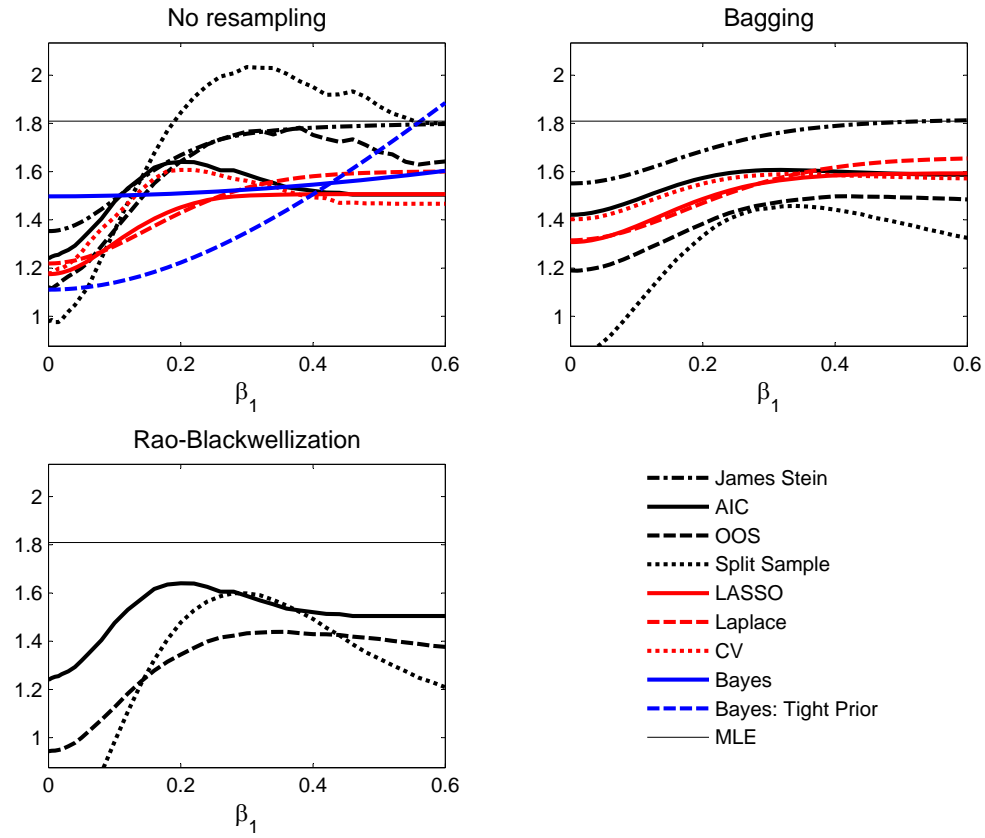 No resampling
2
1.8
1.6
1.4
1.2
1
0 0.2 0.4 0.6
β1
Bagging
2
1.8
1.6
1.4
1.2
1
0 0.2 0.4 0.6
β1
Rao-Blackwellization
2
1.8
1.6
1.4
1.2
1
0 0.2 0.4 0.6
β1
James Stein
AIC
OOS
Split Sample
LASSO
Laplace
CV
Bayes
Bayes: Tight Prior
MLE